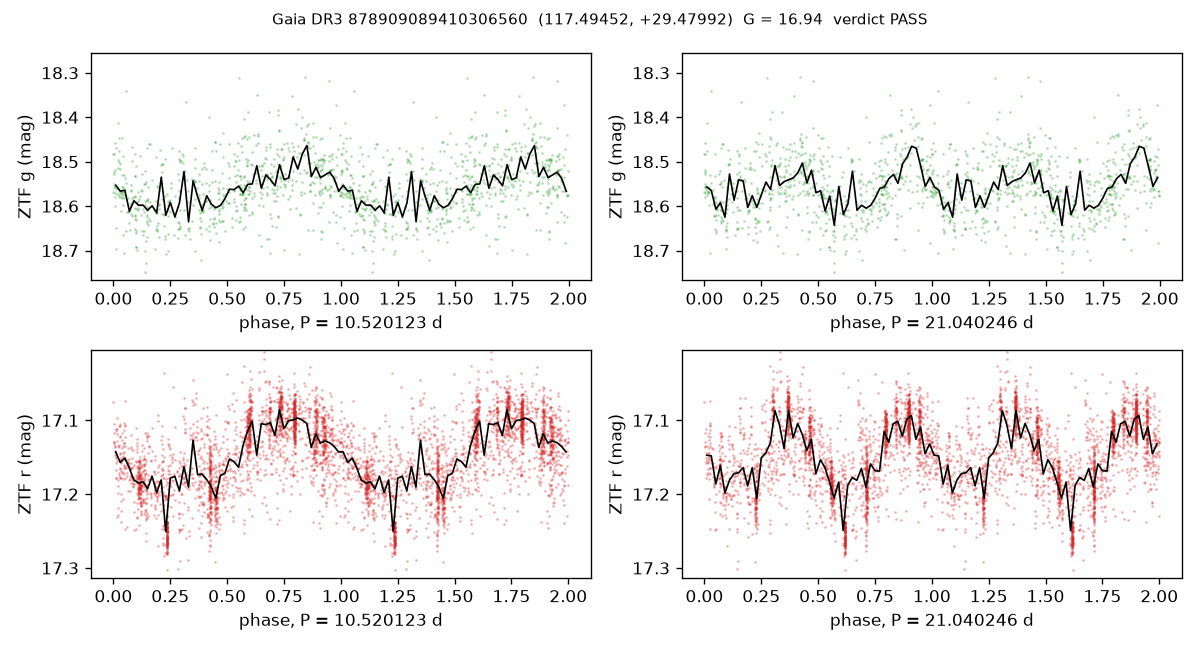 Gaia DR3 878909089410306560 (117.49452, +29.47992) G = 16.94 verdict PASS
ZTF g (mag)
18.3
18.4
18.5
18.6
18.7
0.00 0.25 0.50 0.75 1.00 1.25 1.50 1.75 2.00
phase, P = 10.520123 d
ZTF g (mag)
18.3
18.4
18.5
18.6
18.7
0.00 0.25 0.50 0.75 1.00 1.25 1.50 1.75 2.00
phase, P = 21.040246 d
ZTF r (mag)
17.1
17.2
17.3
0.00 0.25 0.50 0.75 1.00 1.25 1.50 1.75 2.00
phase, P = 10.520123 d
ZTF r (mag)
17.1
17.2
17.3
0.00 0.25 0.50 0.75 1.00 1.25 1.50 1.75 2.00
phase, P = 21.040246 d